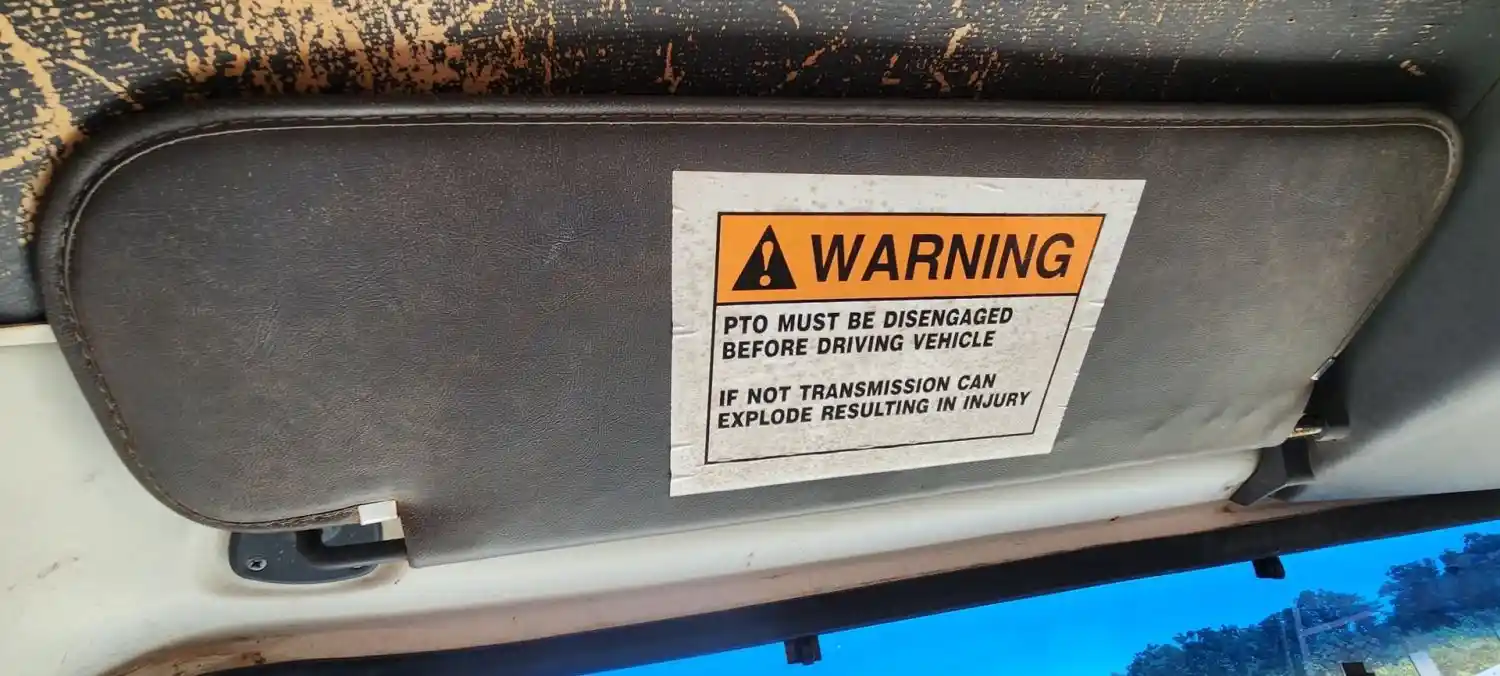 WARNING
PTO MUST BE DISENGAGED
BEFORE DRIVING VEHICLE
IF NOT TRANSMISSION CAN
EXPLODE RESULTING IN INJURY